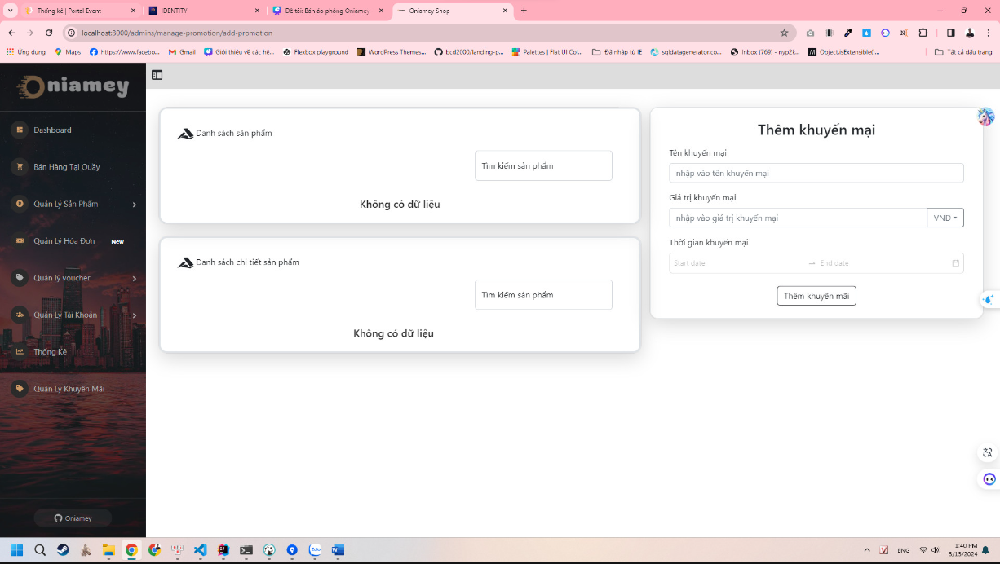 Thống kê | Portal Event
IDENTITY
Đề tài: Bán áo phông Oniamey
Oniamey Shop
localhost:3000/admins/manage-promotion/add-promotion
Ứng dụng
Maps
https://www.facebo...
Gmail
Giới thiệu về các hệ...
Flexbox playground
WordPress Themes...
bcd2000/landing-p...
Palettes | Flat UI Col...
Đã nhập từ IE
sqldatagenerator.co...
Inbox (769) - nyp2k...
Object.isExtensible()...
Tất cả dấu trang
Oniamey
Dashboard
Bán Hàng Tại Quầy
Quản Lý Sản Phẩm
Quản Lý Hóa Đơn New
Quản lý voucher
Quản Lý Tài Khoản
Thống Kê
Quản Lý Khuyến Mãi
Oniamey
Danh sách sản phẩm
Tìm kiếm sản phẩm
Không có dữ liệu
Danh sách chi tiết sản phẩm
Tìm kiếm sản phẩm
Không có dữ liệu
Thêm khuyến mại
Tên khuyến mại
nhập vào tên khuyến mại
Giá trị khuyến mại
nhập vào giá trị khuyến mại
VNĐ
Thời gian khuyến mại
Start date
End date
Thêm khuyến mãi
ENG
1:40 PM
3/13/2024